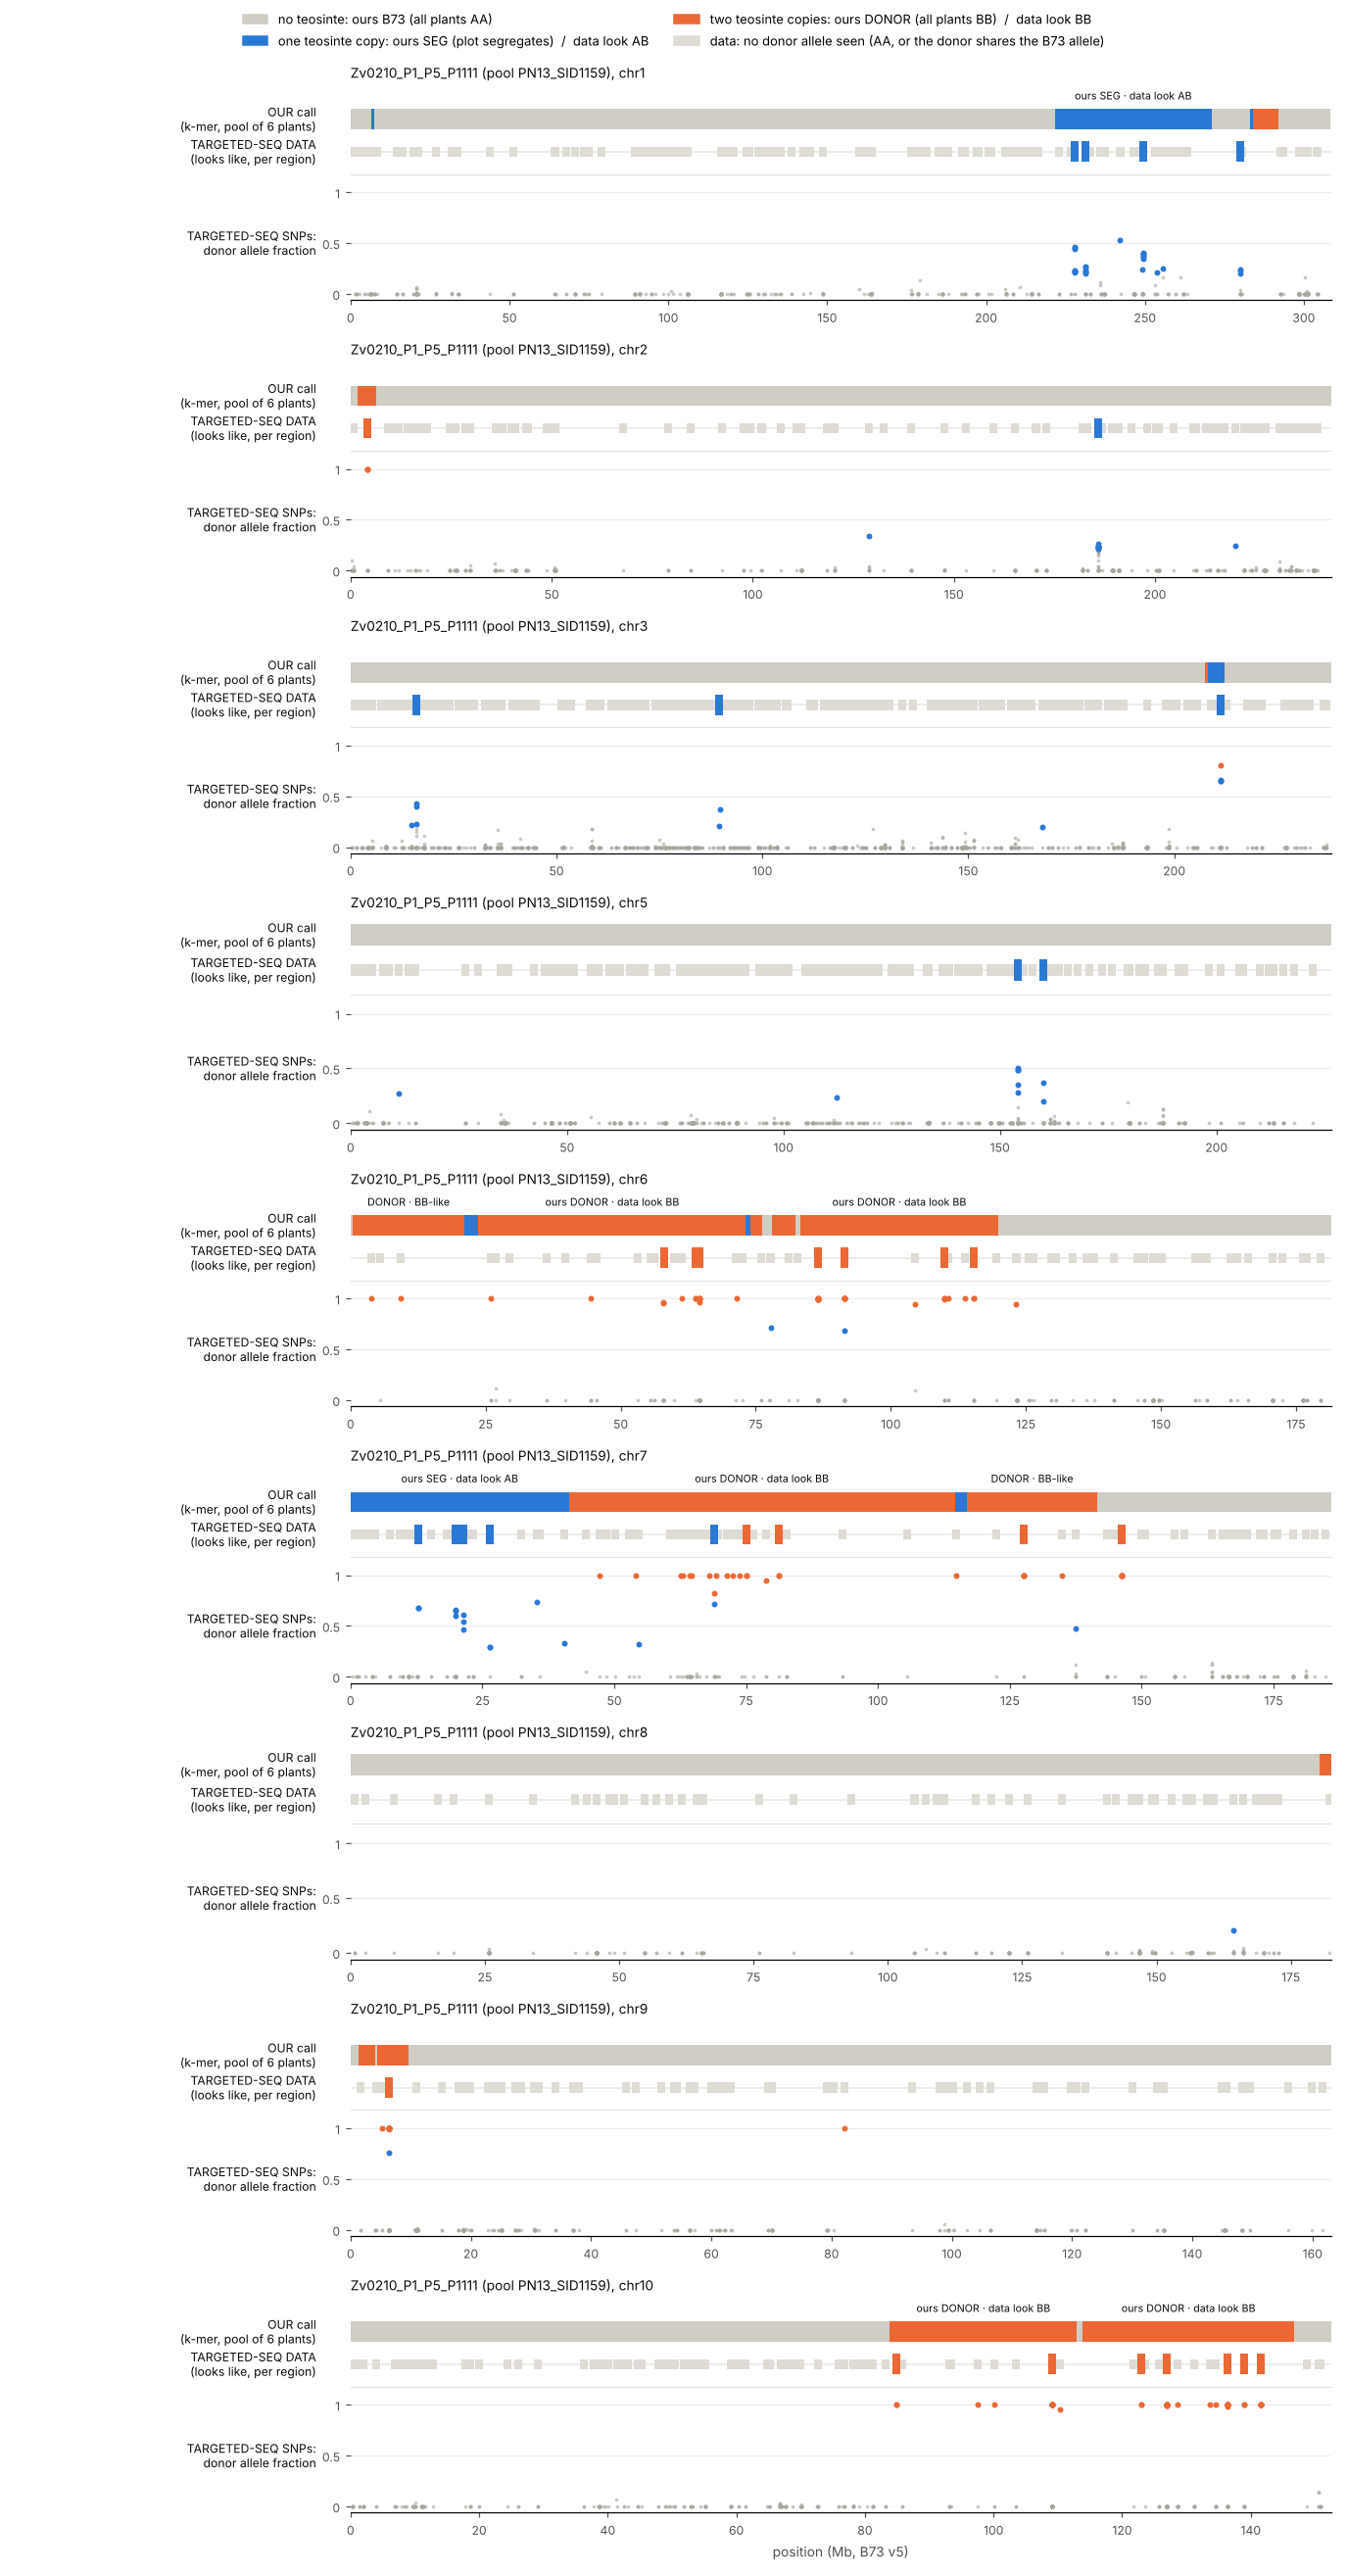 no teosinte: ours B73 (all plants AA)
two teosinte copies: ours DONOR (all plants BB)  /  data look BB
one teosinte copy: ours SEG (plot segregates)  /  data look AB
data: no donor allele seen (AA, or the donor shares the B73 allele)
Zv0210_P1_P5_P1111 (pool PN13_SID1159), chr1
ours SEG · data look AB
OUR call
(k-mer, pool of 6 plants)
TARGETED-SEQ DATA
(looks like, per region)
1
TARGETED-SEQ SNPs:
donor allele fraction
0.5
0
0 50 100 150 200 250 300
Zv0210_P1_P5_P1111 (pool PN13_SID1159), chr2
OUR call
(k-mer, pool of 6 plants)
TARGETED-SEQ DATA
(looks like, per region)
1
TARGETED-SEQ SNPs:
donor allele fraction
0.5
0
0 50 100 150 200
Zv0210_P1_P5_P1111 (pool PN13_SID1159), chr3
OUR call
(k-mer, pool of 6 plants)
TARGETED-SEQ DATA
(looks like, per region)
1
TARGETED-SEQ SNPs:
donor allele fraction
0.5
0
0 50 100 150 200
Zv0210_P1_P5_P1111 (pool PN13_SID1159), chr5
OUR call
(k-mer, pool of 6 plants)
TARGETED-SEQ DATA
(looks like, per region)
1
TARGETED-SEQ SNPs:
donor allele fraction
0.5
0
0 50 100 150 200
Zv0210_P1_P5_P1111 (pool PN13_SID1159), chr6
DONOR · BB-like ours DONOR · data look BB ours DONOR · data look BB
OUR call
(k-mer, pool of 6 plants)
TARGETED-SEQ DATA
(looks like, per region)
1
TARGETED-SEQ SNPs:
donor allele fraction
0.5
0
0 25 50 75 100 125 150 175
Zv0210_P1_P5_P1111 (pool PN13_SID1159), chr7
ours SEG · data look AB ours DONOR · data look BB DONOR · BB-like
OUR call
(k-mer, pool of 6 plants)
TARGETED-SEQ DATA
(looks like, per region)
1
TARGETED-SEQ SNPs:
donor allele fraction
0.5
0
0 25 50 75 100 125 150 175
Zv0210_P1_P5_P1111 (pool PN13_SID1159), chr8
OUR call
(k-mer, pool of 6 plants)
TARGETED-SEQ DATA
(looks like, per region)
1
TARGETED-SEQ SNPs:
donor allele fraction
0.5
0
0 25 50 75 100 125 150 175
Zv0210_P1_P5_P1111 (pool PN13_SID1159), chr9
OUR call
(k-mer, pool of 6 plants)
TARGETED-SEQ DATA
(looks like, per region)
1
TARGETED-SEQ SNPs:
donor allele fraction
0.5
0
0 20 40 60 80 100 120 140 160
Zv0210_P1_P5_P1111 (pool PN13_SID1159), chr10
ours DONOR · data look BB ours DONOR · data look BB
OUR call
(k-mer, pool of 6 plants)
TARGETED-SEQ DATA
(looks like, per region)
1
TARGETED-SEQ SNPs:
donor allele fraction
0.5
0
0 20 40 60 80 100 120 140
position (Mb, B73 v5)